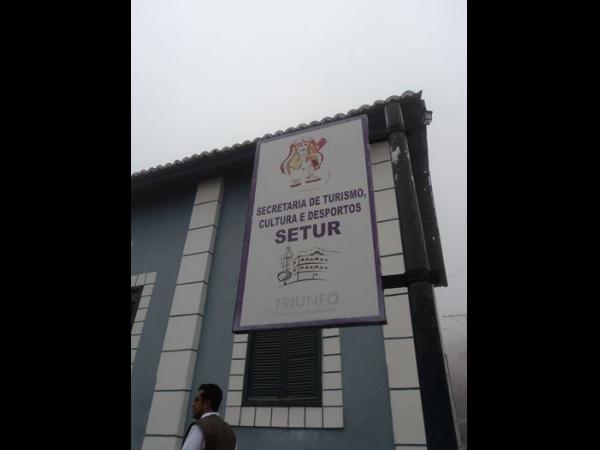 SECRETARIA DE TURISMO,
CULTURA E DESPORTOS
SETUR
TRIUNFO